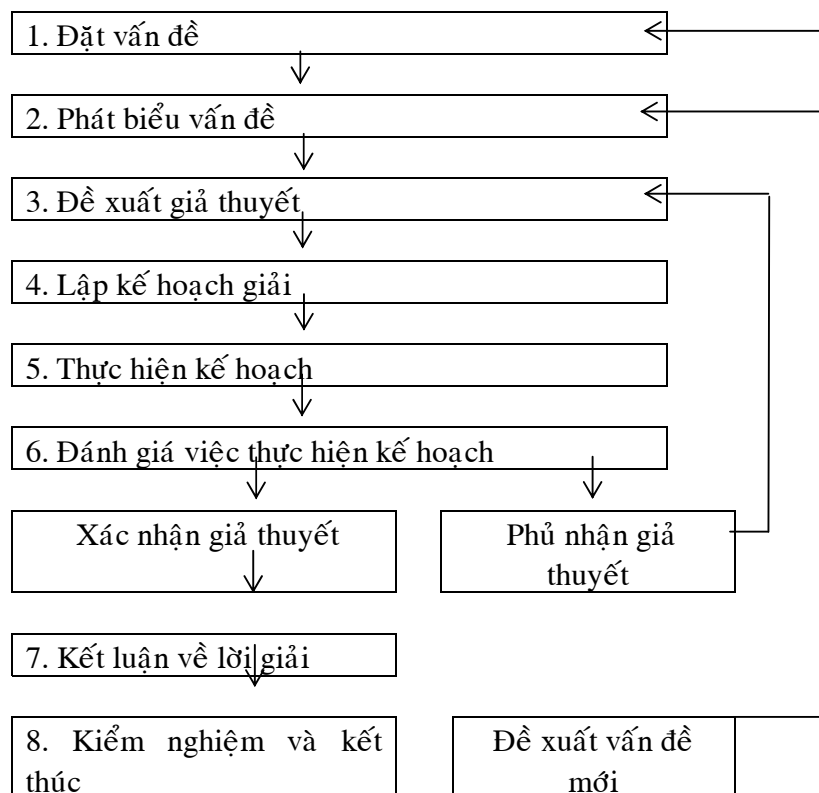 1. Đặt vấn đề
2. Phát biểu vấn đề
3. Đề xuất giả thuyết
4. Lập kế hoạch giải
5. Thực hiện kế hoạch
6. Đánh giá việc thực hiện kế hoạch
Xác nhận giả thuyết
Phủ nhận giả
thuyết
7. Kết luận về lời giải
8. Kiểm nghiệm và kết
thúc
Đề xuất vấn đề
mới